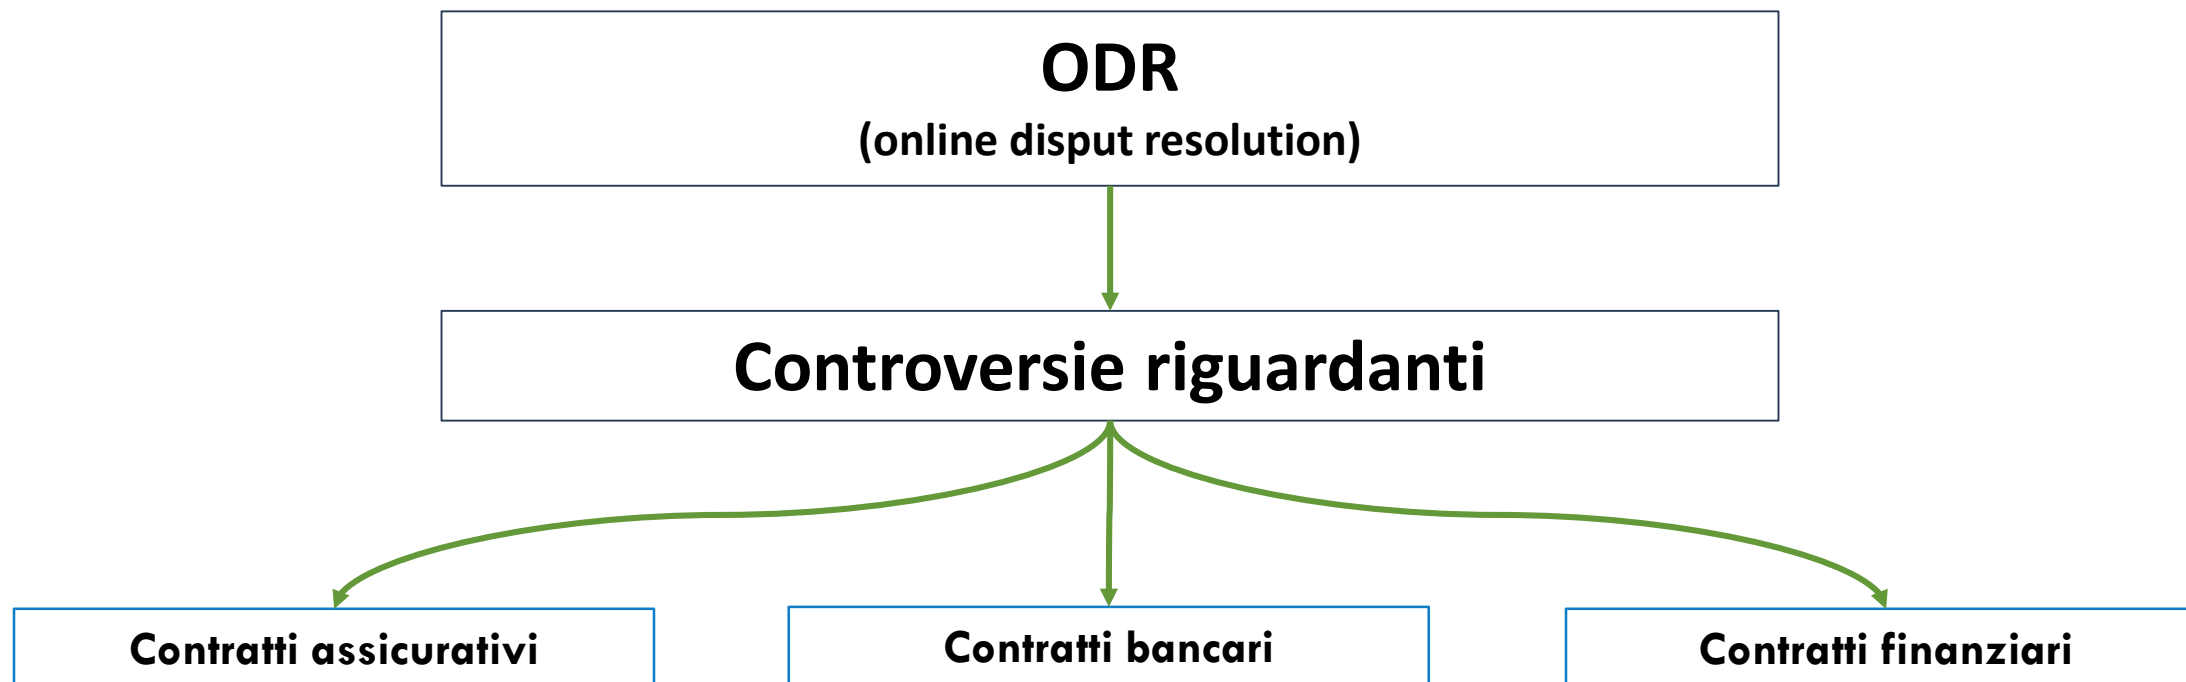 ODR
(online disput resolution)
Controversie riguardanti
Contratti assicurativi
Contratti bancari
Contratti finanziari